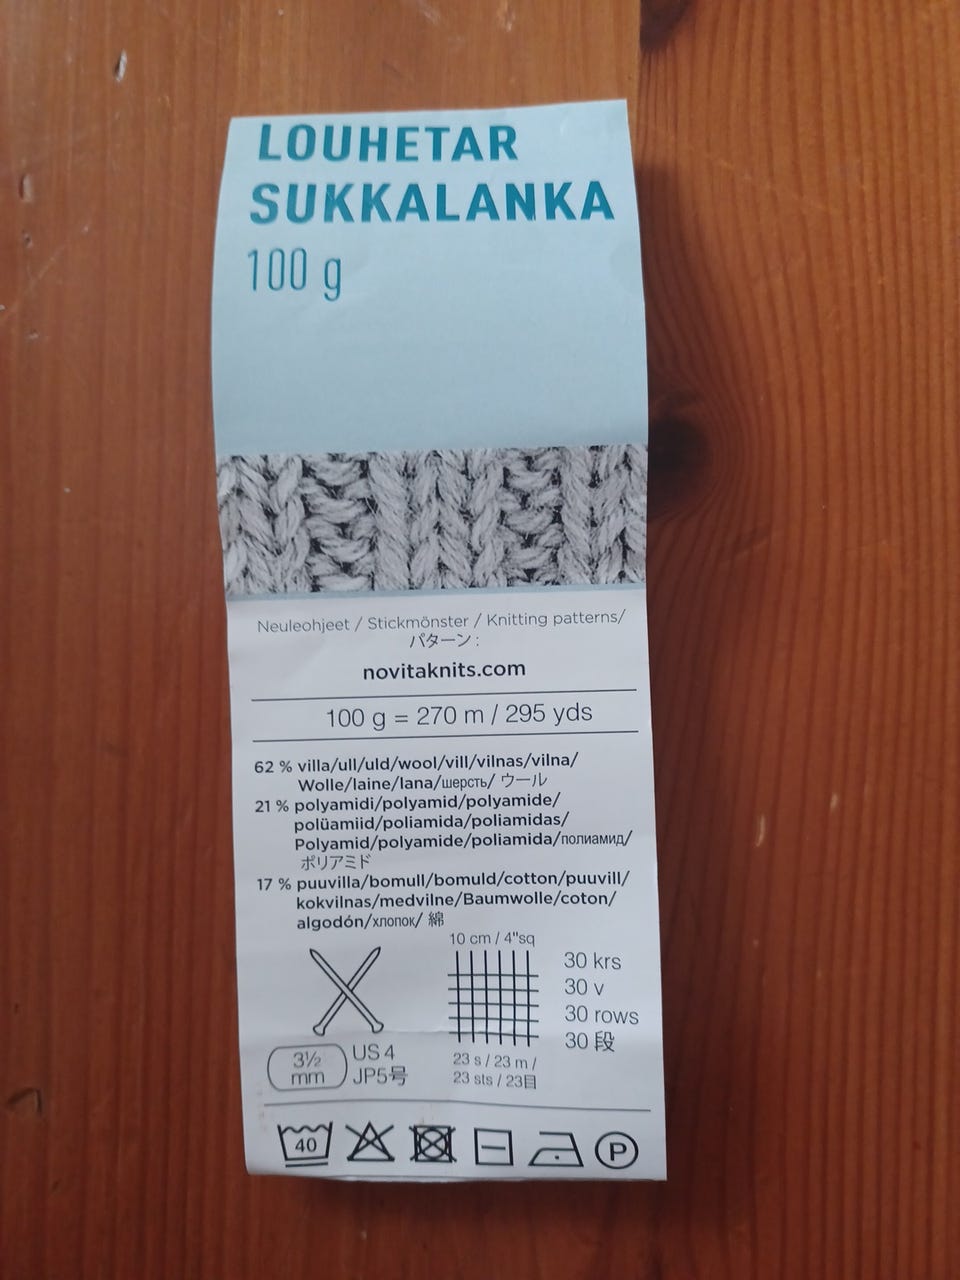 LOUHETAR
SUKKALANKA
100 g
Neuleohjeet / Stickmönster / Knitting patterns/
パターン :
novitaknits.com
100 g = 270 m / 295 yds
62 % villa/ull/uld/wool/vill/vilnas/vilna/
Wolle/laine/lana/шерсть/ ウール
21 % polyamidi/polyamid/polyamide/
polüamiid/poliamida/poliamidas/
Polyamid/polyamide/poliamida/полиамид/
ポリアミド
17 % puuvilla/bomull/bomuld/cotton/puuvill/
kokvilnas/medvilne/Baumwolle/coton/
algodón/хлопок/ 綿
10 cm / 4"sq
30 krs
30 v
30 rows
30 段
3½ mm
US 4
JP5号
23 s / 23 m /
23 sts / 23目
40
P